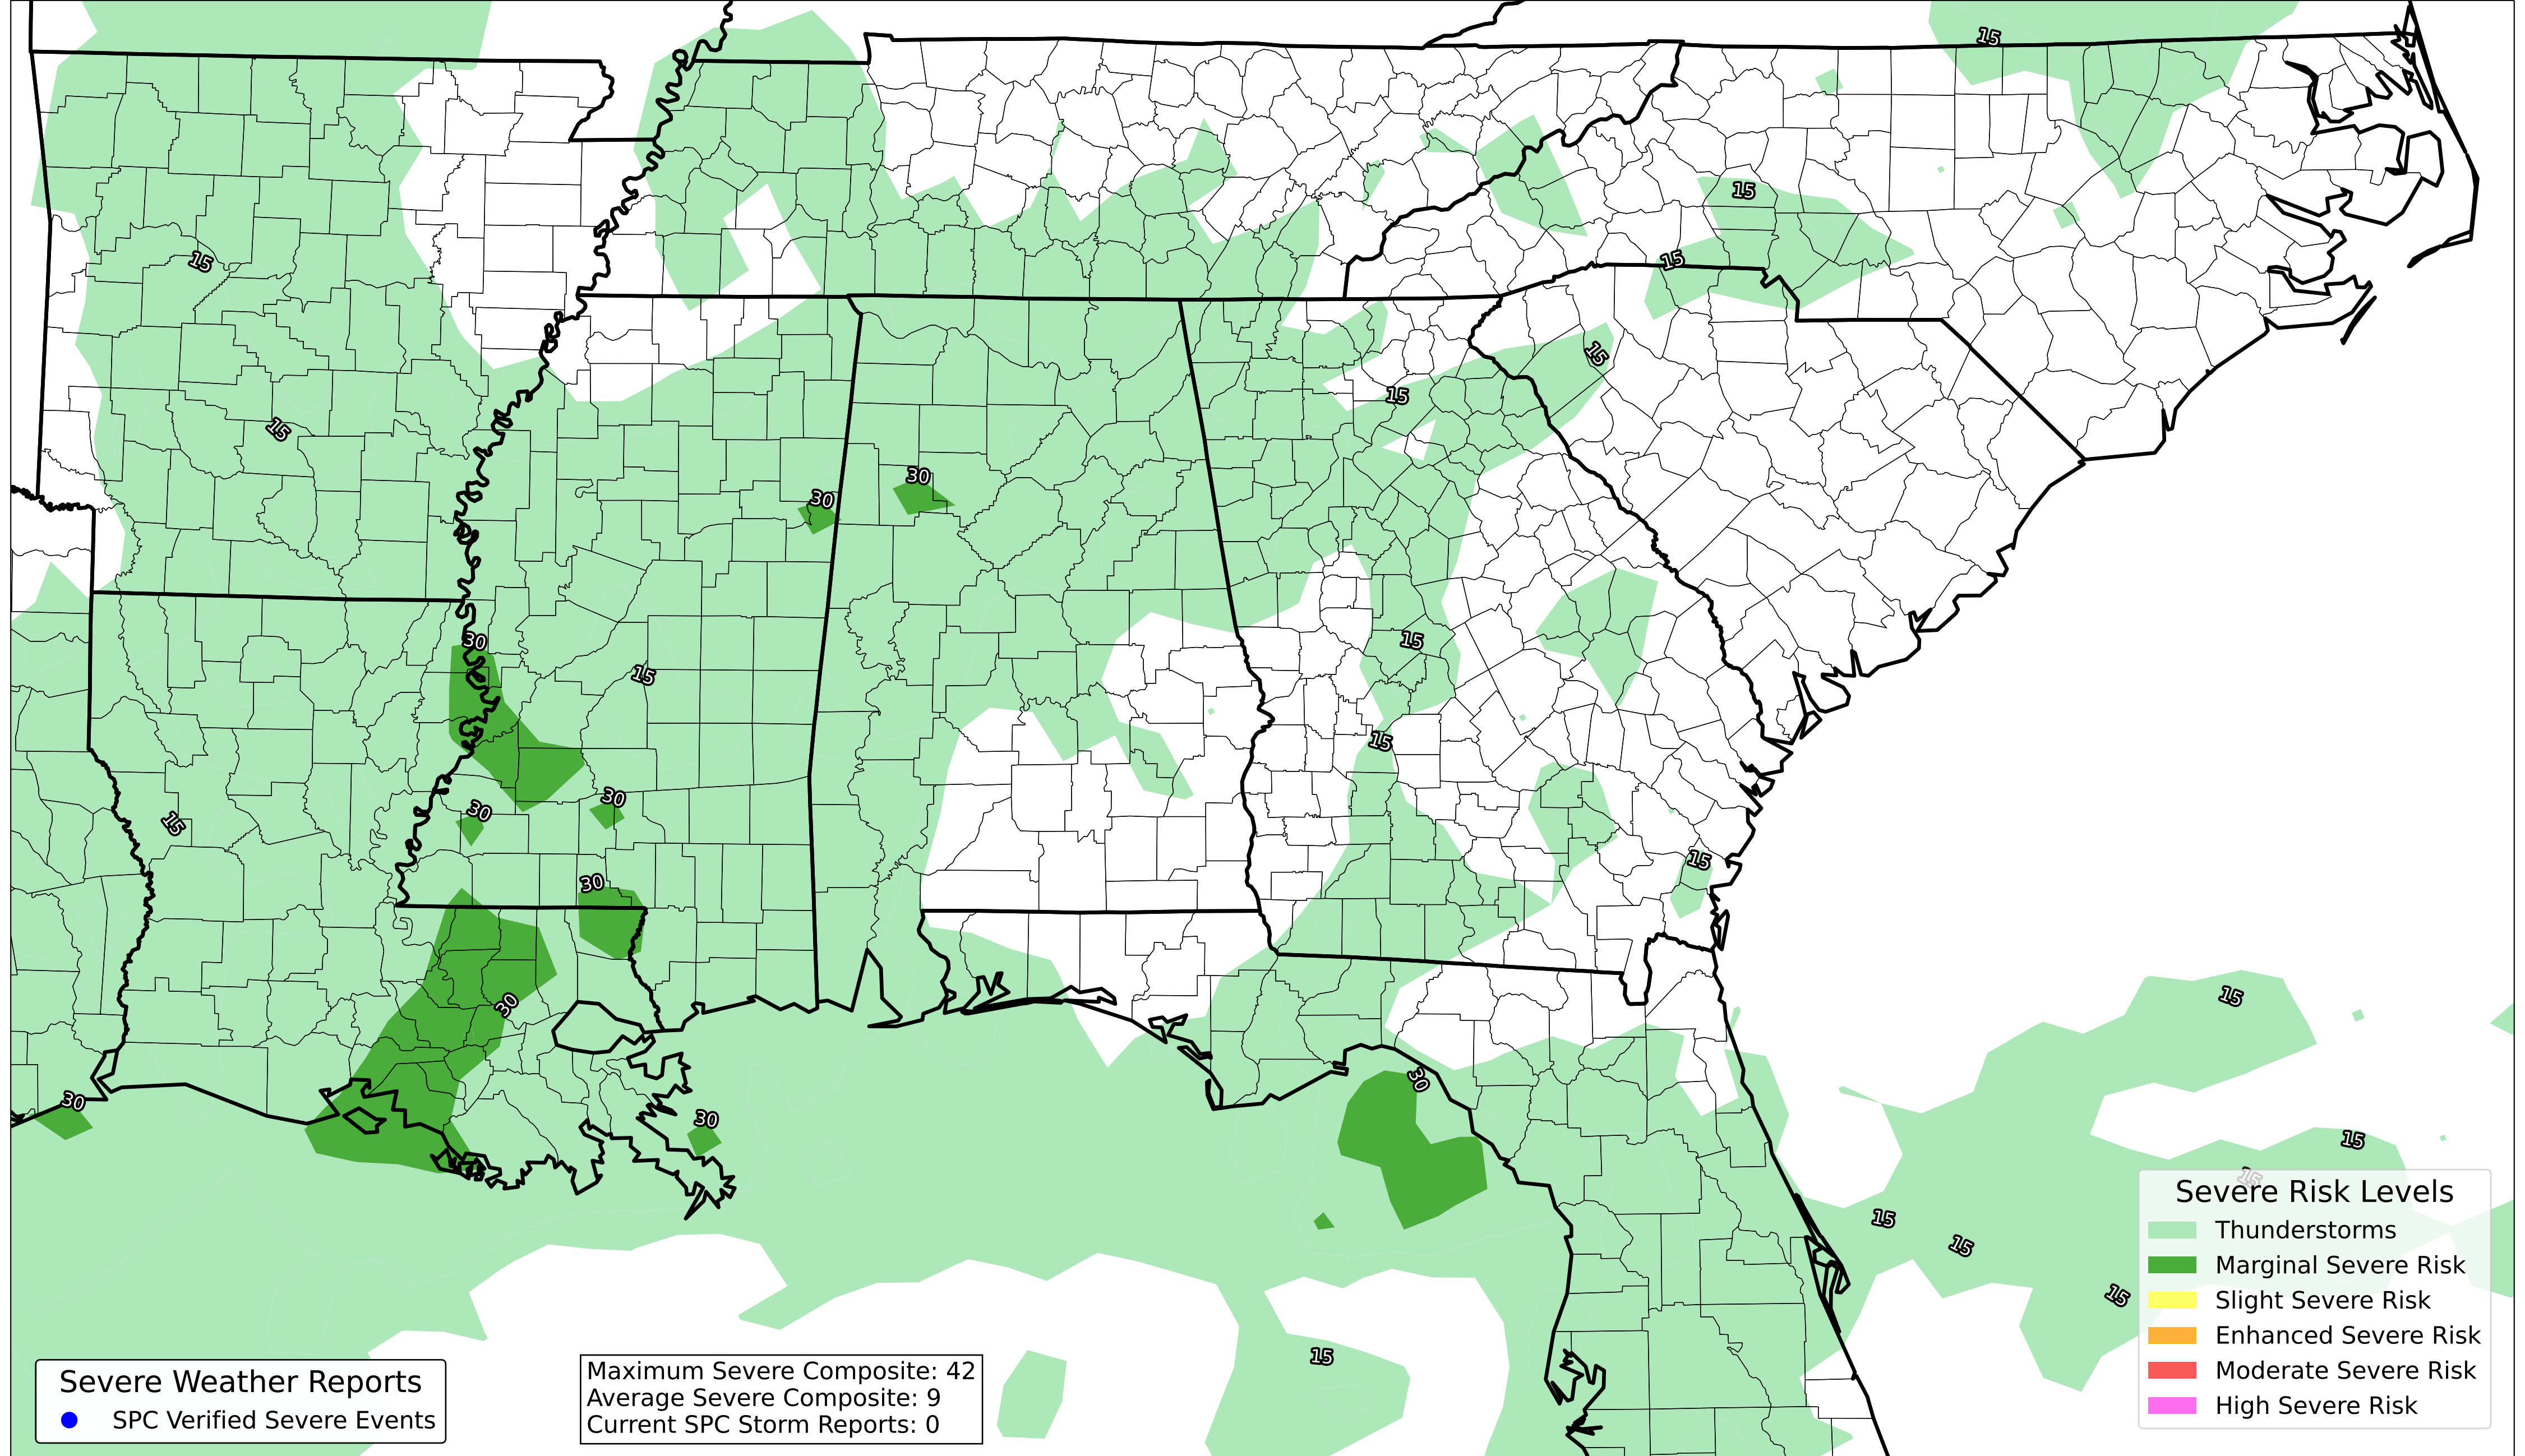 15
15
15
15
15
15
15
30
30
30
15
15
15
15
30
30
15
30
15
30
30
30
30
15
15
15
15
15
15
15
Severe Risk Levels
Thunderstorms
Marginal Severe Risk
Slight Severe Risk
Enhanced Severe Risk
Moderate Severe Risk
High Severe Risk
Severe Weather Reports
SPC Verified Severe Events
Maximum Severe Composite: 42
Average Severe Composite: 9
Current SPC Storm Reports: 0